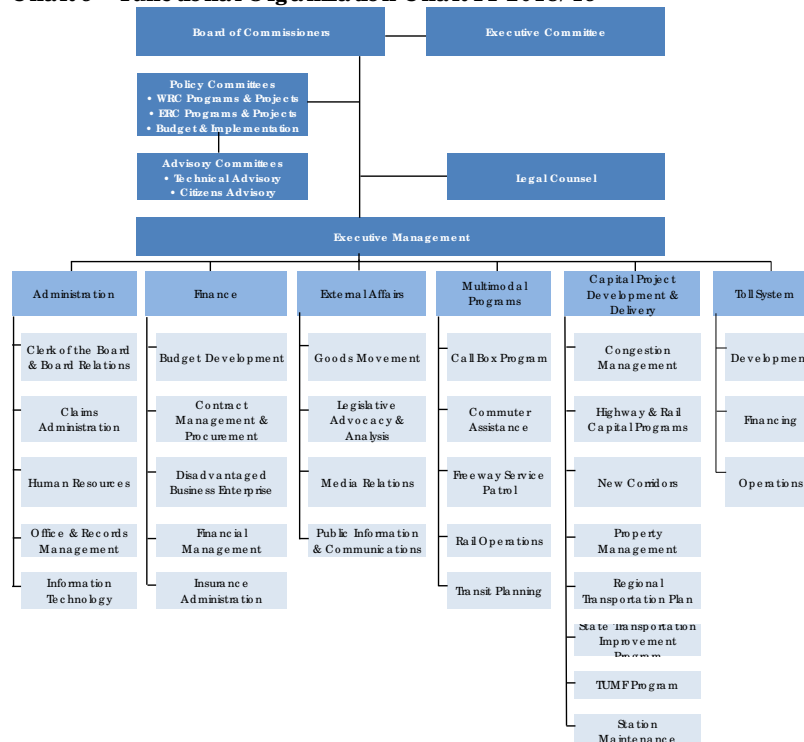 Board of Commissioners
Executive Committee
Policy Committees
• WRC Programs & Projects
• ERC Programs & Projects
• Budget & Implementation
Advisory Committees
• Technical Advisory
• Citizens Advisory
Legal Counsel
Executive Management
Administration
Finance
External Affairs
Multimodal
Programs
Capital Project
Development &
Delivery
Toll System
Clerk of the Board
& Board Relations
Budget Development
Goods Movement
Call Box Program
Congestion
Management
Developmen
Claims
Administration
Contract
Management &
Procurement
Legislative
Advocacy &
Analysis
Commuter
Assistance
Highway & Rail
Capital Programs
Financing
Human Resources
Disadvantaged
Business Enterprise
Media Relations
Freeway Service
Patrol
New Corridors
Operations
Office & Records
Management
Financial
Management
Public Information
& Communications
Rail Operations
Property
Management
Information
Technology
Insurance
Administration
Transit Planning
Regional
Transportation Plan
State Transportation
Improvement
Program
TUMF Program
Station
Maintenance